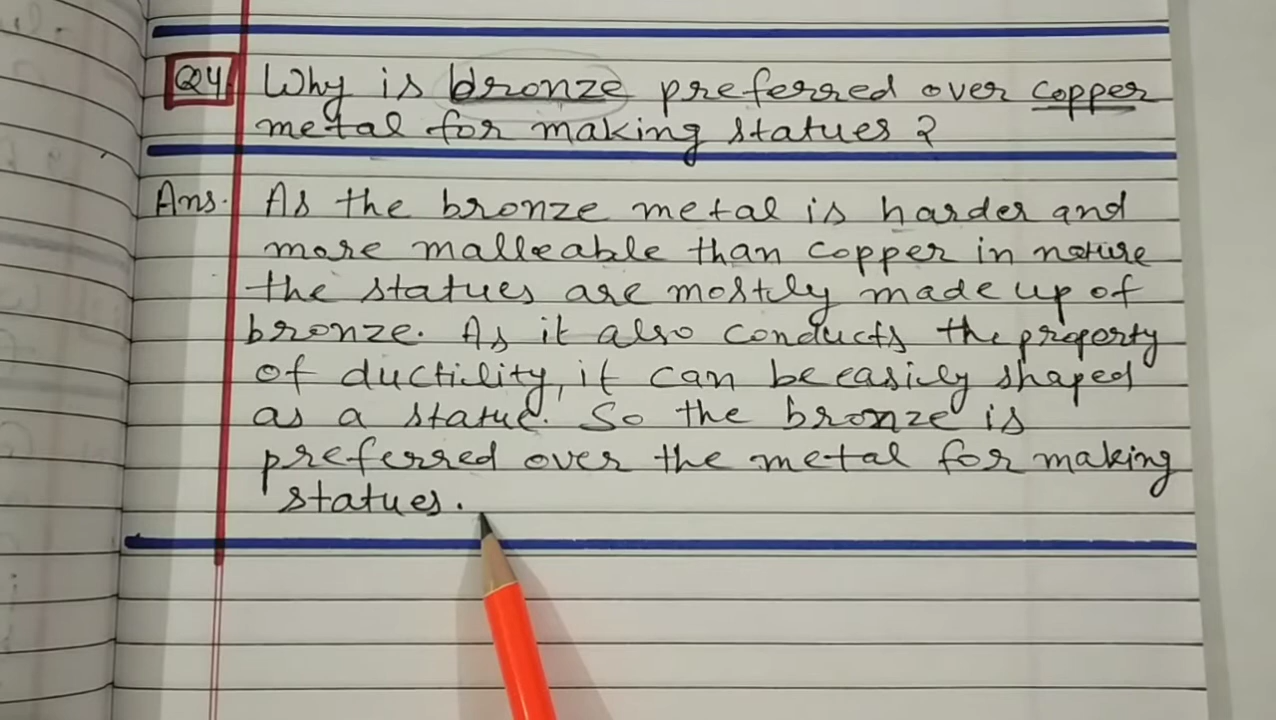 Q4. Why is bronze preferred over copper
metal for making statues?
Ans. As the bronze metal is harder and
more malleable than copper in nature
the statues are mostly made up of
bronze. As it also conducts the property
of ductility, it can be easily shaped
as a statue. So the bronze is
preferred over the metal for making
statues.